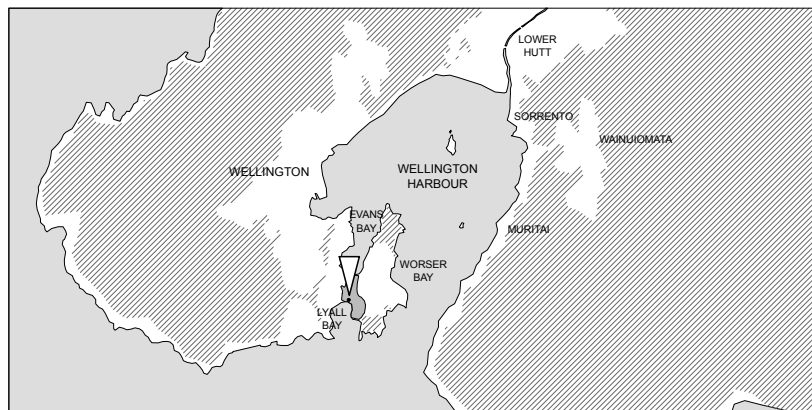 LOWER
HUTT
SORRENTO
WAINUIOMATA
WELLINGTON
WELLINGTON
HARBOUR
EVANS
BAY
MURITAI
WORSER
BAY
LYALL
BAY